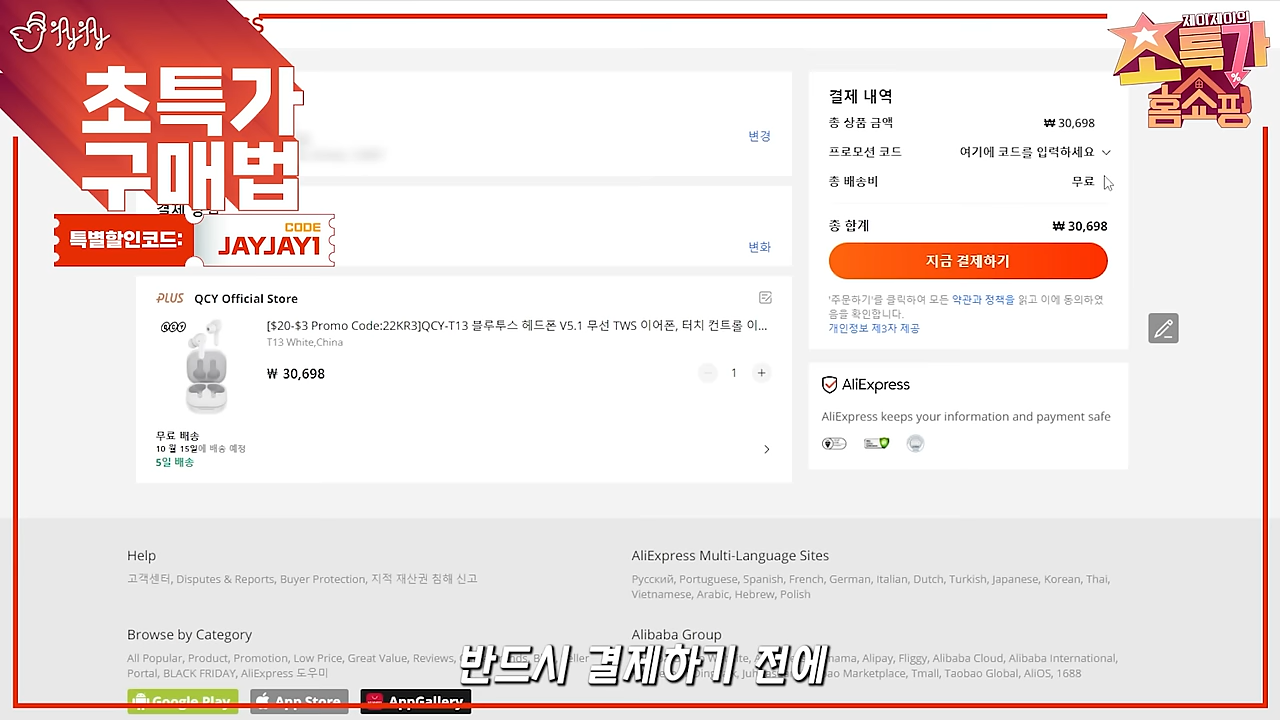 제이제이의
초특가
%
홈쇼핑
초특가
구매법
특별할인코드:
CODE
JAYJAY1
변경
변화
PLUS QCY Official Store
QCY
[$20-$3 Promo Code:22KR3]QCY-T13 블루투스 헤드폰 V5.1 무선 TWS 이어폰, 터치 컨트롤 이...
T13 White,China
₩ 30,698
1 +
무료 배송
10 월 15일에 배송 예정
5일 배송
결제 내역
총 상품 금액 ₩ 30,698
프로모션 코드 여기에 코드를 입력하세요
총 배송비 무료
총 합계 ₩ 30,698
지금 결제하기
'주문하기'를 클릭하여 모든 약관과 정책을 읽고 이에 동의하였
음을 확인합니다.
개인정보 제3자 제공
AliExpress
AliExpress keeps your information and payment safe
Help
고객센터, Disputes & Reports, Buyer Protection, 지적 재산권 침해 신고
AliExpress Multi-Language Sites
Русский, Portuguese, Spanish, French, German, Italian, Dutch, Turkish, Japanese, Korean, Thai,
Vietnamese, Arabic, Hebrew, Polish
Browse by Category
All Popular, Product, Promotion, Low Price, Great Value, Reviews,
Portal, BLACK FRIDAY, AliExpress 도우미
Alibaba Group
Alipay, Fliggy, Alibaba Cloud, Alibaba International,
Marketplace, Tmall, Taobao Global, AliOS, 1688
Google Play
App Store
AppGallery
반드시 결제하기 전에